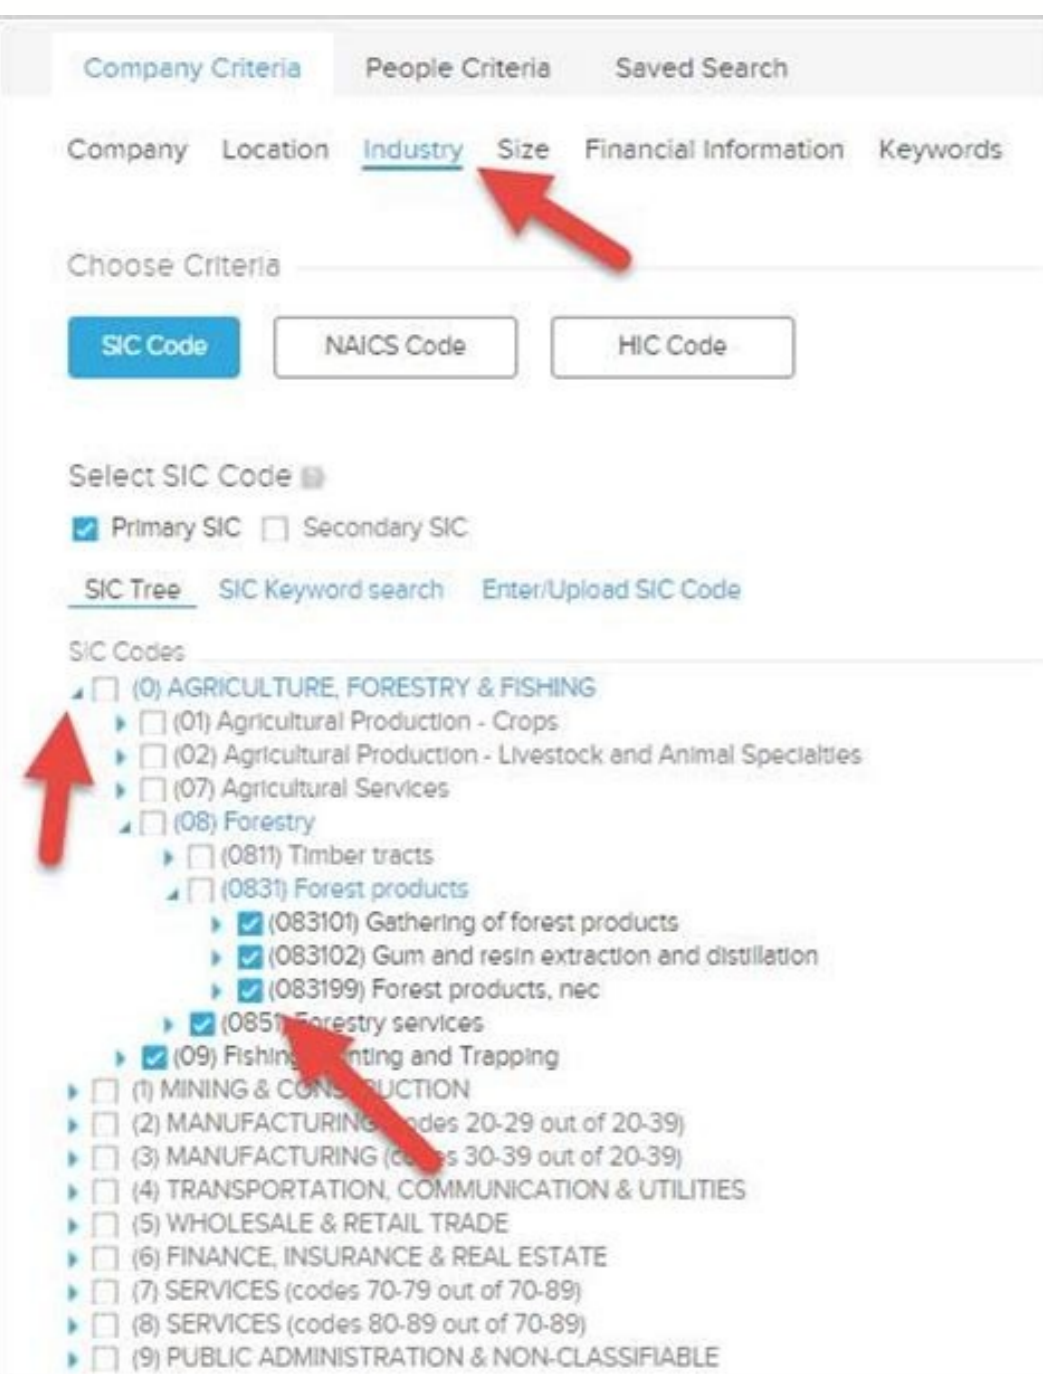 Company Criteria People Criteria Saved Search
Company Location Industry Size Financial Information Keywords
Choose Criteria
SIC Code NAICS Code HIC Code
Select SIC Code
Primary SIC Secondary SIC
SIC Tree SIC Keyword search Enter/Upload SIC Code
SIC Codes
(0) AGRICULTURE, FORESTRY & FISHING
(01) Agricultural Production - Crops
(02) Agricultural Production - Livestock and Animal Specialties
(07) Agricultural Services
(08) Forestry
(0811) Timber tracts
(0831) Forest products
(083101) Gathering of forest products
(083102) Gum and resin extraction and distillation
(083199) Forest products, nec
(0851) Forestry services
(09) Fishing, Hunting and Trapping
(1) MINING & CONSTRUCTION
(2) MANUFACTURING (codes 20-29 out of 20-39)
(3) MANUFACTURING (codes 30-39 out of 20-39)
(4) TRANSPORTATION, COMMUNICATION & UTILITIES
(5) WHOLESALE & RETAIL TRADE
(6) FINANCE, INSURANCE & REAL ESTATE
(7) SERVICES (codes 70-79 out of 70-89)
(8) SERVICES (codes 80-89 out of 70-89)
(9) PUBLIC ADMINISTRATION & NON-CLASSIFIABLE